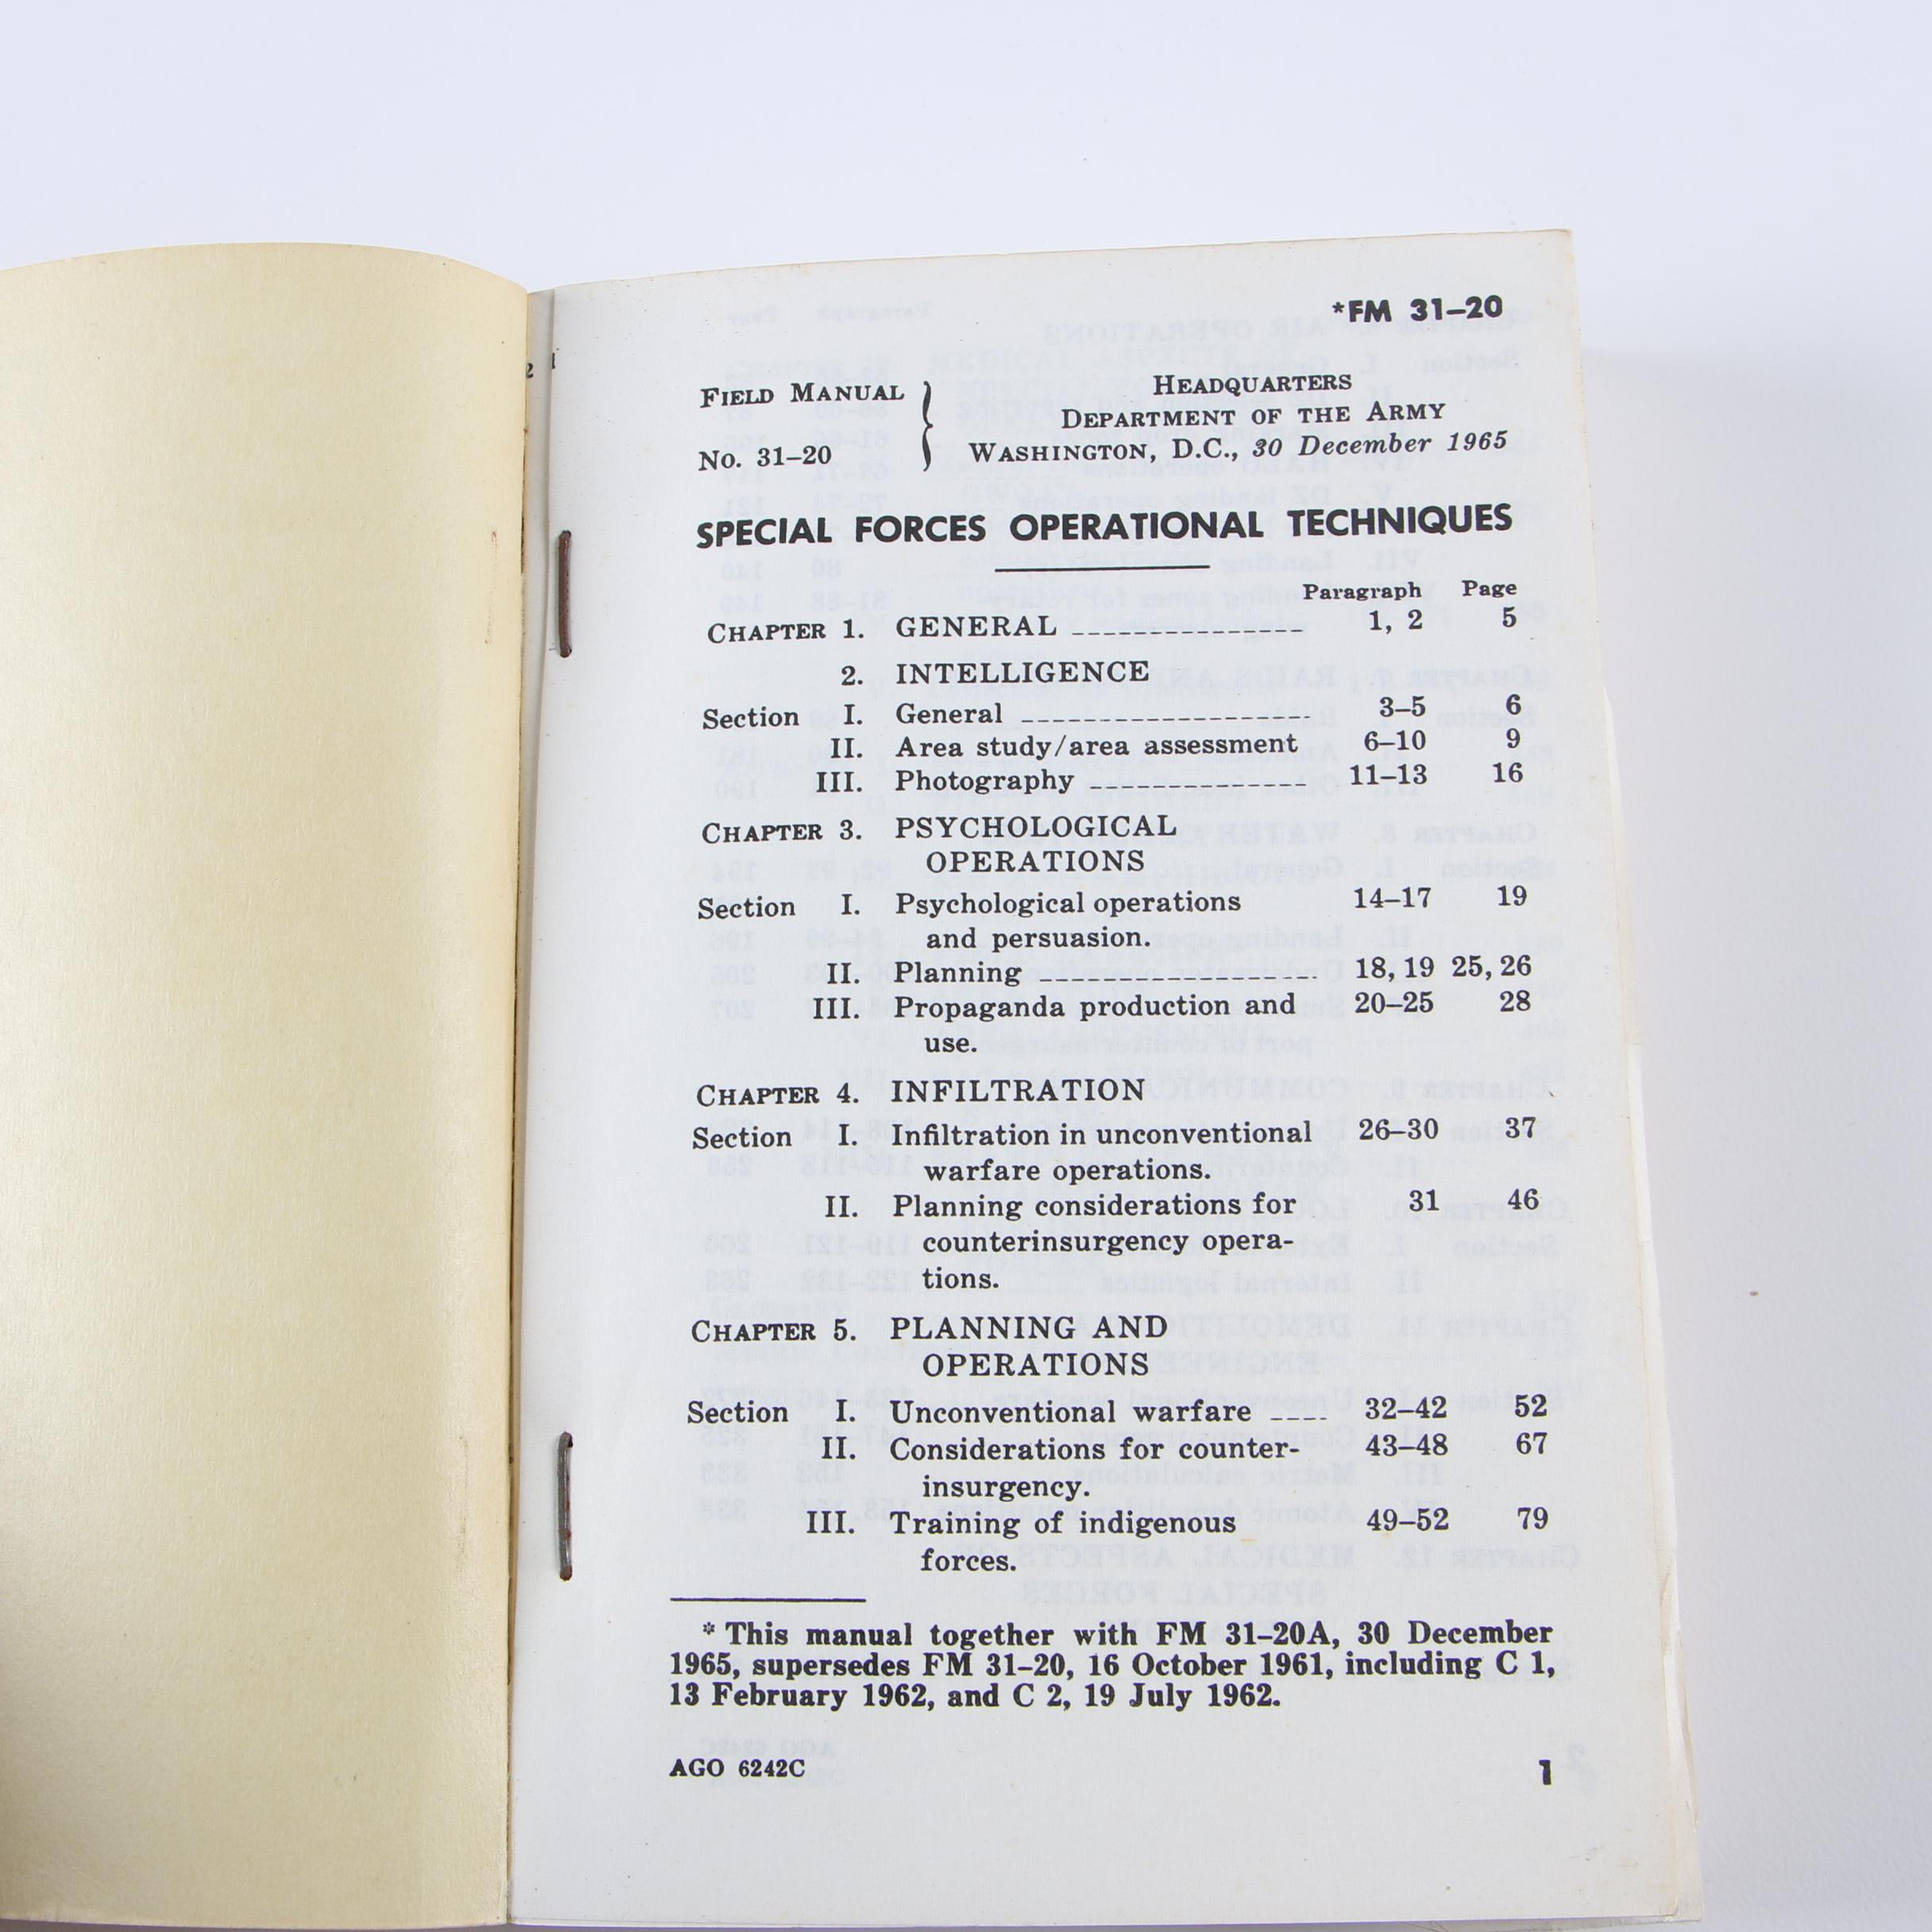 *FM 31–20
FIELD MANUAL
No. 31–20
HEADQUARTERS
DEPARTMENT OF THE ARMY
WASHINGTON, D.C., 30 December 1965
SPECIAL FORCES OPERATIONAL TECHNIQUES
Paragraph Page
CHAPTER 1. GENERAL 1, 2 5
2. INTELLIGENCE
Section I. General 3–5 6
II. Area study/area assessment 6–10 9
III. Photography 11–13 16
CHAPTER 3. PSYCHOLOGICAL
OPERATIONS
Section I. Psychological operations 14–17 19
and persuasion.
II. Planning 18, 19 25, 26
III. Propaganda production and 20–25 28
use.
CHAPTER 4. INFILTRATION
Section I. Infiltration in unconventional 26–30 37
warfare operations.
II. Planning considerations for 31 46
counterinsurgency opera-
tions.
CHAPTER 5. PLANNING AND
OPERATIONS
Section I. Unconventional warfare 32–42 52
II. Considerations for counter- 43–48 67
insurgency.
III. Training of indigenous 49–52 79
forces.
* This manual together with FM 31–20A, 30 December
1965, supersedes FM 31–20, 16 October 1961, including C 1,
13 February 1962, and C 2, 19 July 1962.
AGO 6242C 1